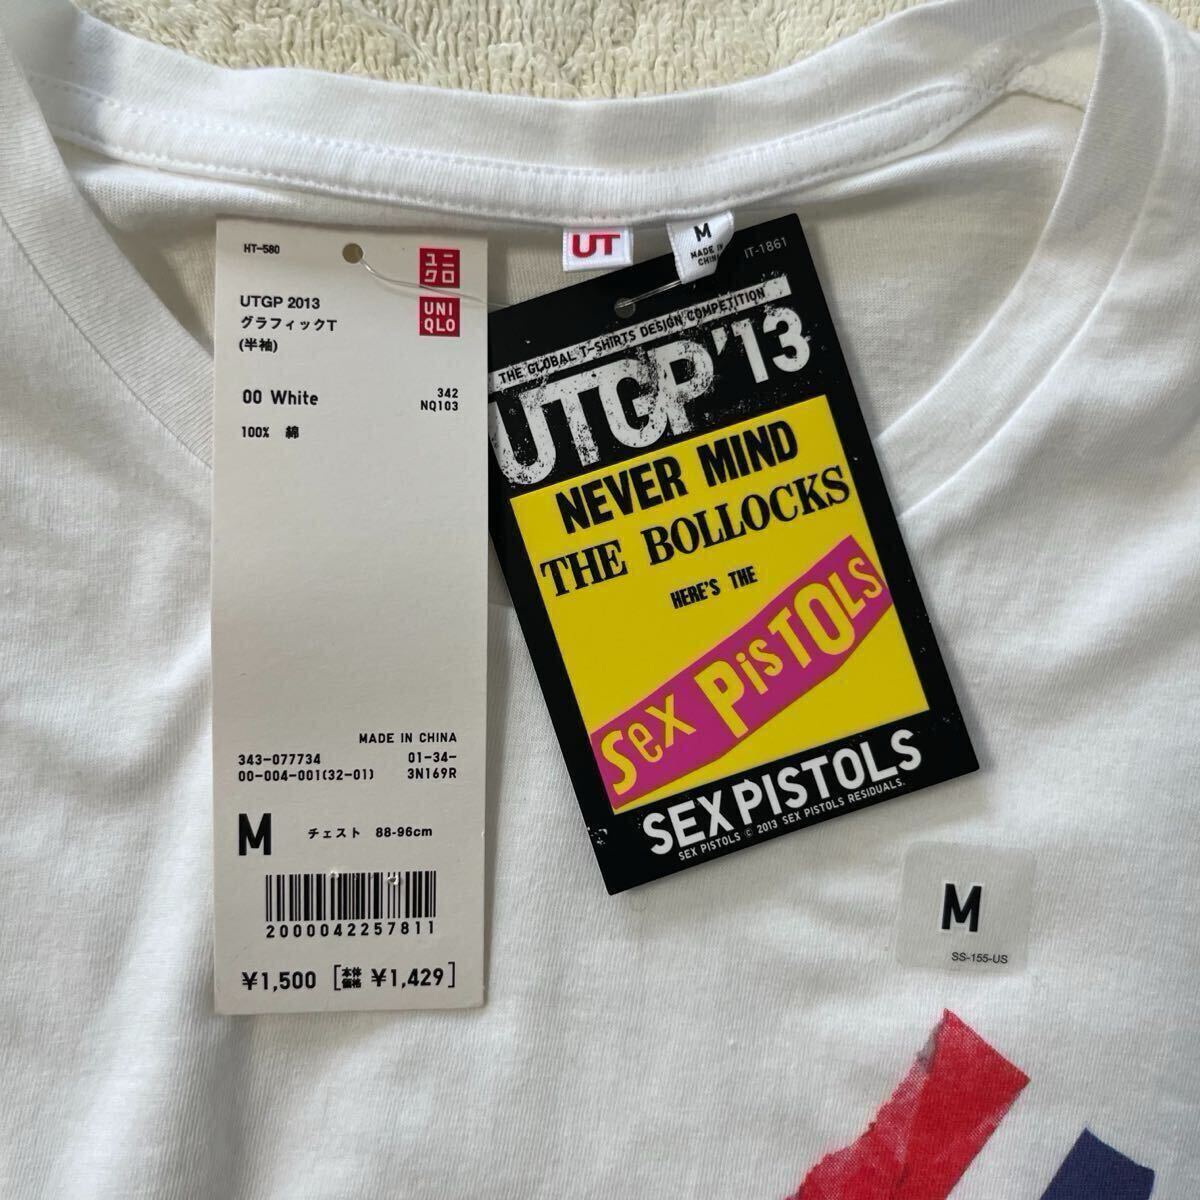 HT-580
ユニ
クロ
UNI
QLO
UTGP 2013
グラフィックT
(半袖)
00 White
342
NQ103
100% 綿
MADE IN CHINA
343-077734
01-34-
00-004-001(32-01)
3N169R
M
チェスト 88-96cm
2000042257811
¥1,500 [本体価格 ¥1,429]
UT
M
MADE IN
CHINA
IT-1861
THE GLOBAL T-SHIRTS DESIGN COMPETITION
UTGP'13
NEVER MIND
THE BOLLOCKS
HERE'S THE
Sex PisTOLs
SEX PISTOLS
SEX PISTOLS © 2013 SEX PISTOLS RESIDUALS.
M
SS-155-US